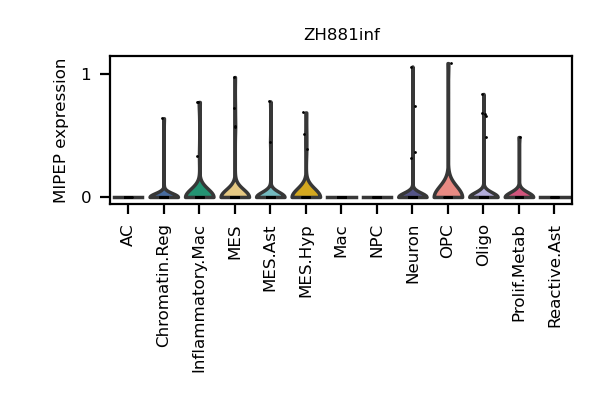 ZH881inf
MIPEP expression
1
0
AC
Chromatin.Reg
Inflammatory.Mac
MES
MES.Ast
MES.Hyp
Mac
NPC
Neuron
OPC
Oligo
Prolif.Metab
Reactive.Ast